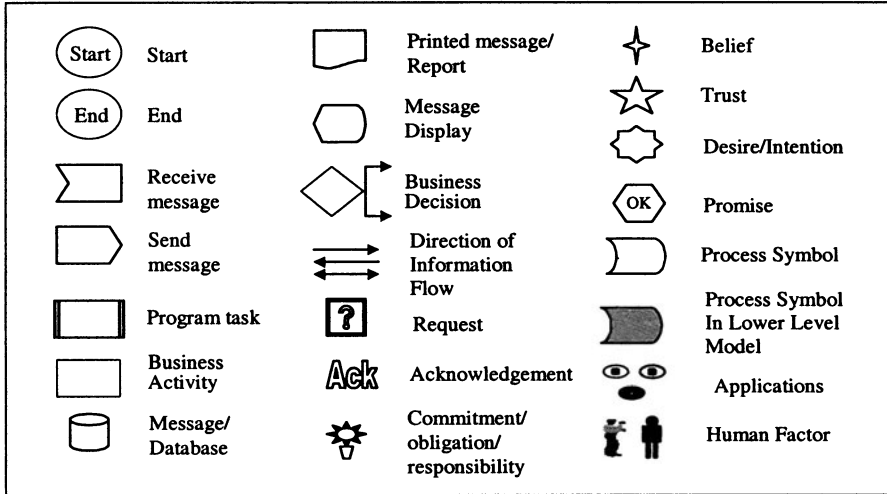 Start Start
End End
Receive
message
Send
message
Program task
Business
Activity
Message/
Database
Printed message/
Report
Message
Display
Business
Decision
Direction of
Information
Flow
? Request
Ack Acknowledgement
Commitment/
obligation/
responsibility
Belief
Trust
Desire/Intention
OK Promise
Process Symbol
Process Symbol
In Lower Level
Model
Applications
Human Factor